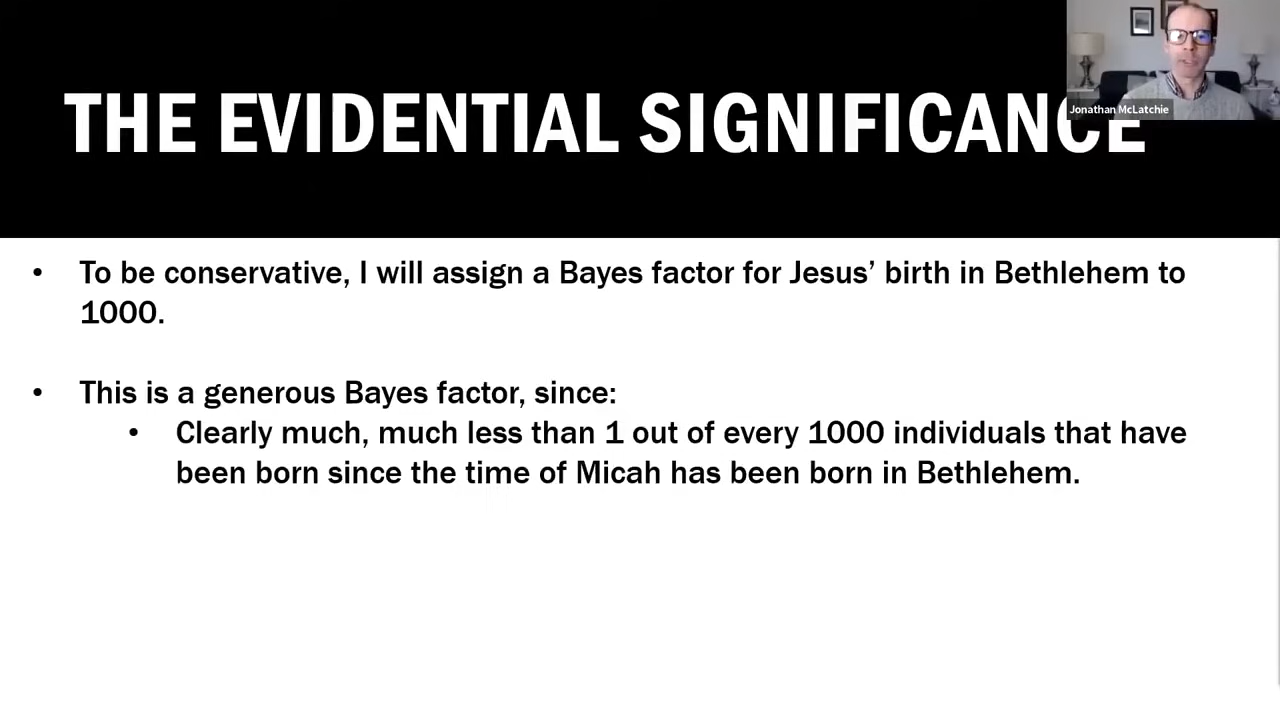 THE EVIDENTIAL SIGNIFICANCE
Jonathan McLatchie
• To be conservative, I will assign a Bayes factor for Jesus’ birth in Bethlehem to
1000.
• This is a generous Bayes factor, since:
• Clearly much, much less than 1 out of every 1000 individuals that have
been born since the time of Micah has been born in Bethlehem.